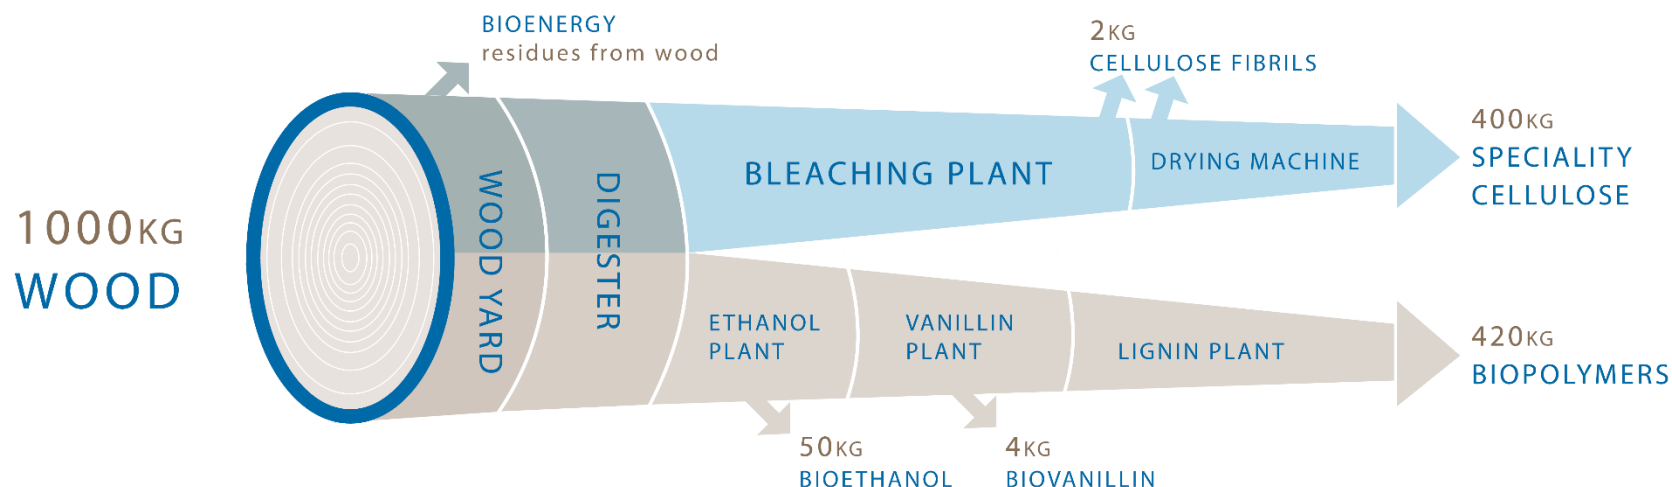 1000KG
WOOD
BIOENERGY
residues from wood
WOOD YARD
DIGESTER
BLEACHING PLANT
2KG
CELLULOSE FIBRILS
DRYING MACHINE
400KG
SPECIALITY
CELLULOSE
ETHANOL
PLANT
VANILLIN
PLANT
LIGNIN PLANT
420KG
BIOPOLYMERS
50KG
BIOETHANOL
4KG
BIOVANILLIN